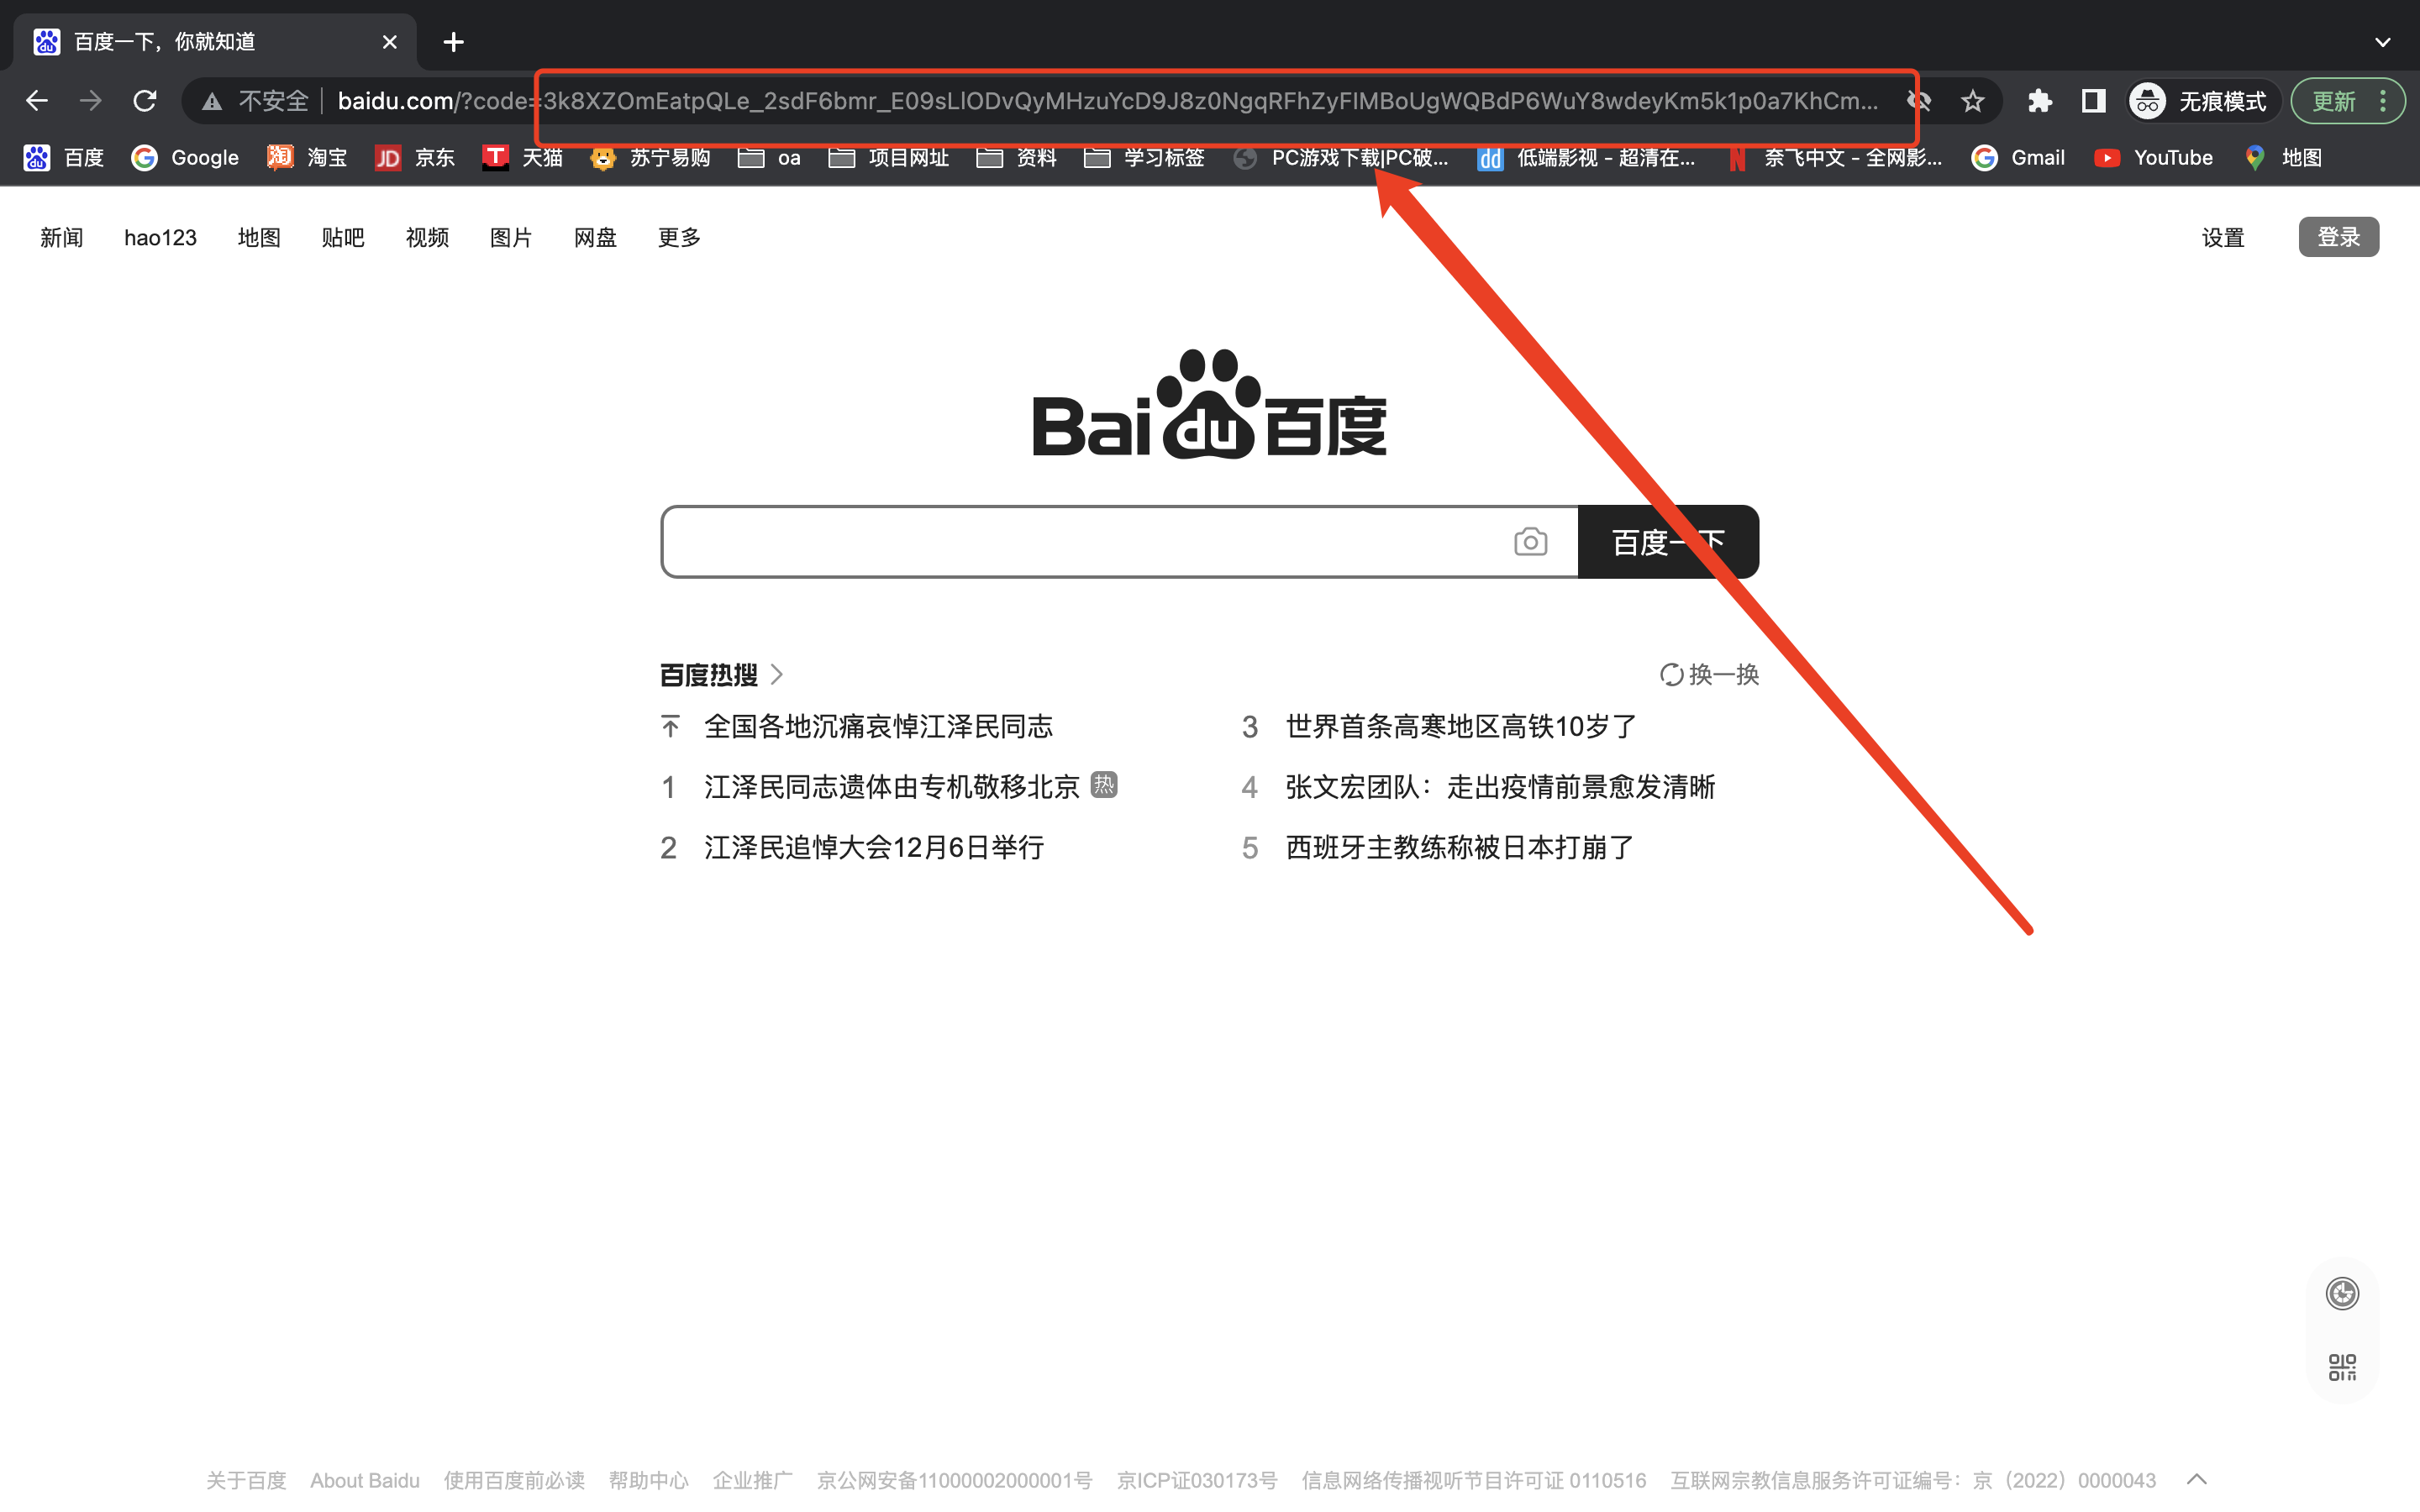 百度一下，你就知道
不安全 baidu.com/?code=3k8XZOmEatpQLe_2sdF6bmr_E09sLlODvQyMHzuYcD9J8z0NgqRFhZyFIMBoUgWQBdP6WuY8wdeyKm5k1p0a7KhCm... 无痕模式 更新
百度 Google 淘宝 京东 天猫 苏宁易购 oa 项目网址 资料 学习标签 PC游戏下载|PC破... 低端影视 - 超清在... 奈飞中文 - 全网影... Gmail YouTube 地图
新闻 hao123 地图 贴吧 视频 图片 网盘 更多 设置 登录
Bai du 百度
百度一下
百度热搜 换一换
全国各地沉痛哀悼江泽民同志
1 江泽民同志遗体由专机敬移北京 热
2 江泽民追悼大会12月6日举行
3 世界首条高寒地区高铁10岁了
4 张文宏团队：走出疫情前景愈发清晰
5 西班牙主教练称被日本打崩了
关于百度 About Baidu 使用百度前必读 帮助中心 企业推广 京公网安备11000002000001号 京ICP证030173号 信息网络传播视听节目许可证 0110516 互联网宗教信息服务许可证编号：京（2022）0000043